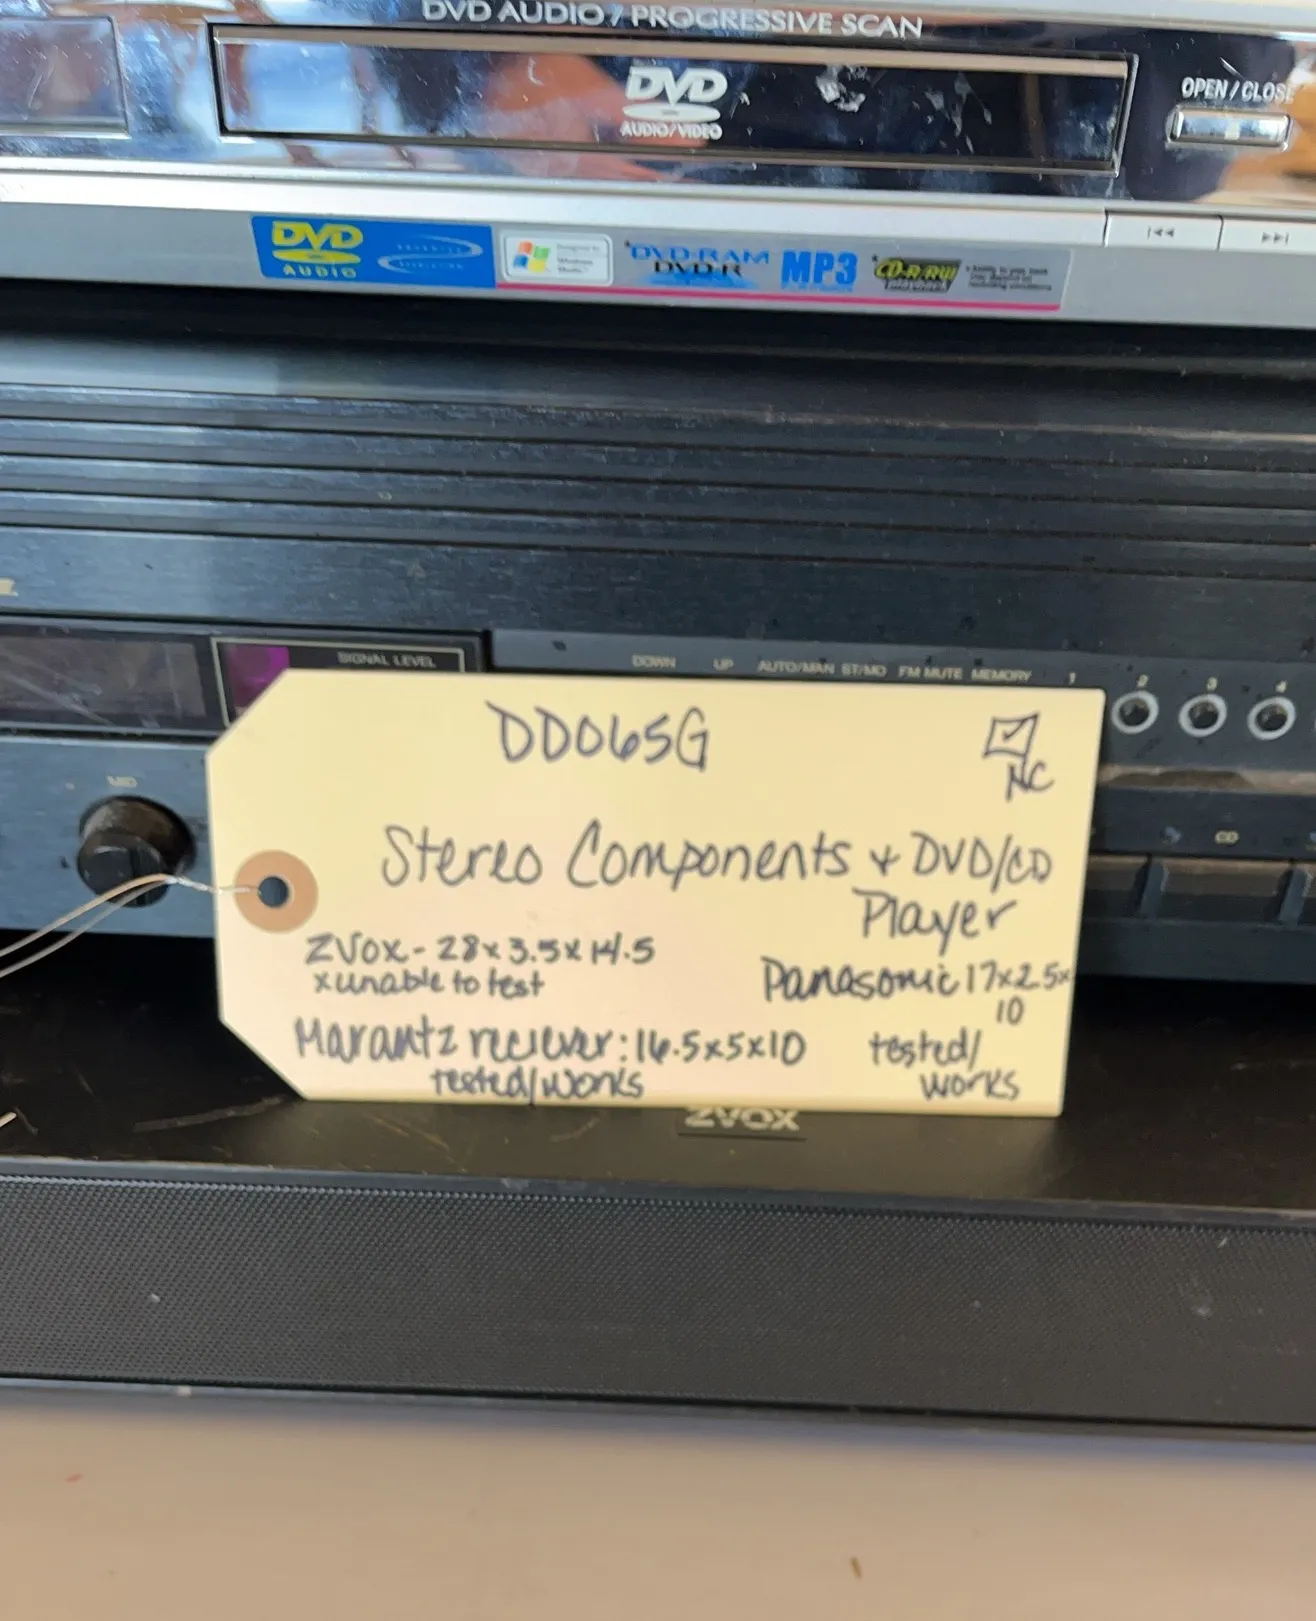 DVD AUDIO / PROGRESSIVE SCAN
DVD
AUDIO/VIDEO
OPEN / CLOSE
DVD
AUDIO
DVD-RAM
DVD-R
MP3
CD-R/RW
playback
SIGNAL LEVEL
DOWN UP AUTO/MAN ST/MO FM MUTE MEMORY 1 2 3 4
CD
DD065G
NC
Stereo Components + DVD/CD
Player
ZVox - 28x3.5x14.5
x unable to test
Panasonic 17x2.5x
10
Marantz reciever: 16.5x5x10
tested/works
tested/
works
ZVOX